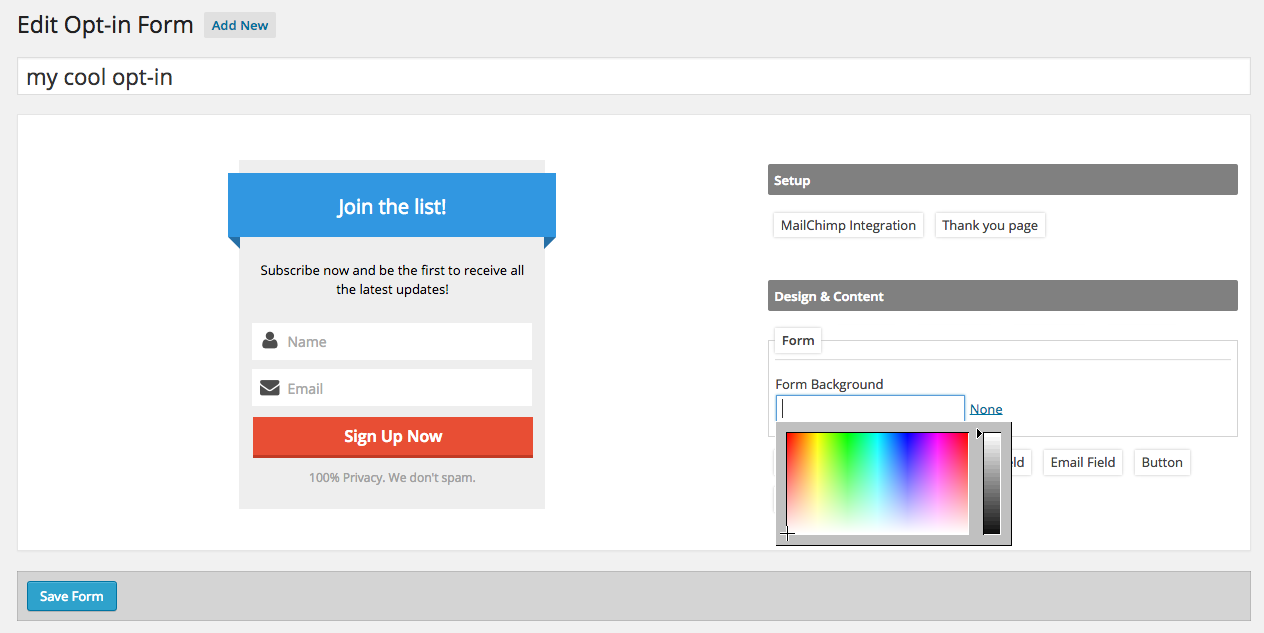 Edit Opt-in Form Add New
my cool opt-in
Join the list!
Subscribe now and be the first to receive all
the latest updates!
Name
Email
Sign Up Now
100% Privacy. We don't spam.
Setup
MailChimp Integration Thank you page
Design & Content
Form
Form Background
None
Email Field Button
Save Form